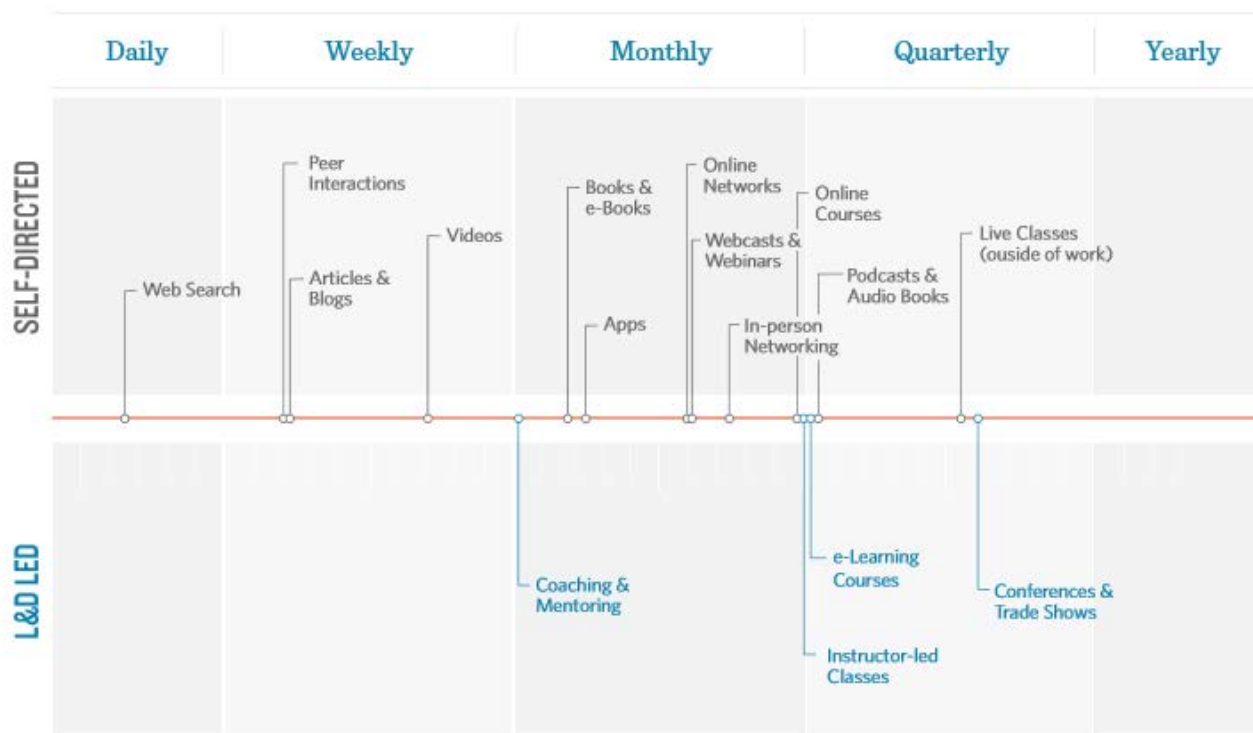 Daily
Weekly
Monthly
Quarterly
Yearly
SELF-DIRECTED
Web Search
Peer
Interactions
Articles &
Blogs
Videos
Books &
e-Books
Apps
Online
Networks
Webcasts &
Webinars
In-person
Networking
Online
Courses
Podcasts &
Audio Books
Live Classes
(ouside of work)
L&D LED
Coaching &
Mentoring
e-Learning
Courses
Instructor-led
Classes
Conferences &
Trade Shows